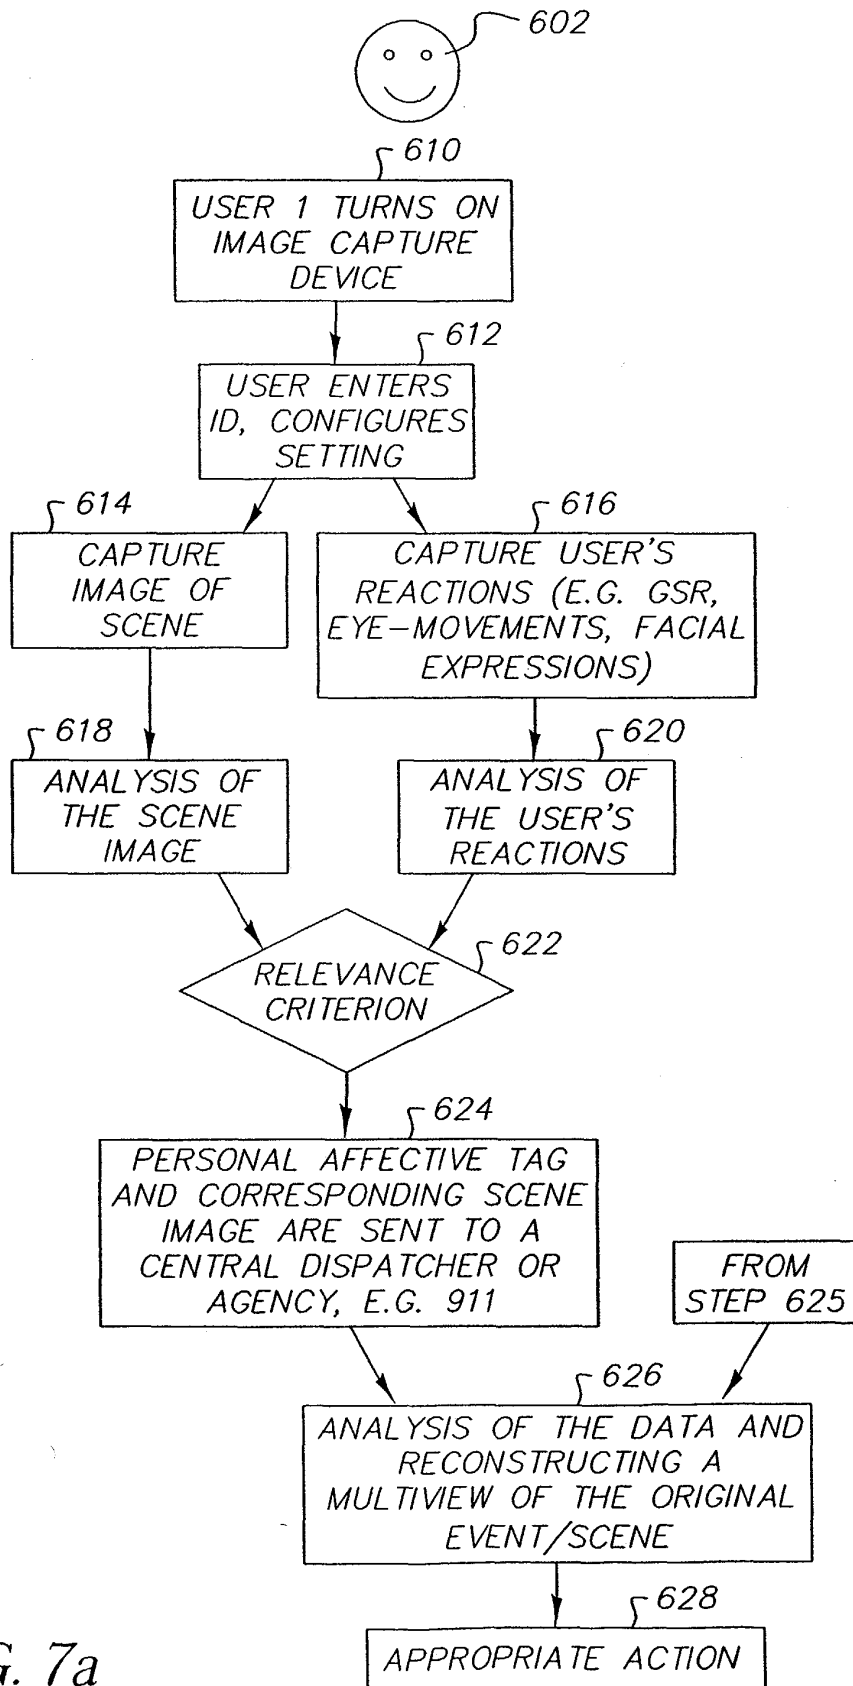 602
610
USER 1 TURNS ON
IMAGE CAPTURE
DEVICE
612
USER ENTERS
ID, CONFIGURES
SETTING
614
CAPTURE
IMAGE OF
SCENE
616
CAPTURE USER'S
REACTIONS (E.G. GSR,
EYE-MOVEMENTS, FACIAL
EXPRESSIONS)
618
ANALYSIS OF
THE SCENE
IMAGE
620
ANALYSIS OF
THE USER'S
REACTIONS
622
RELEVANCE
CRITERION
624
PERSONAL AFFECTIVE TAG
AND CORRESPONDING SCENE
IMAGE ARE SENT TO A
CENTRAL DISPATCHER OR
AGENCY, E.G. 911
FROM
STEP 625
626
ANALYSIS OF THE DATA AND
RECONSTRUCTING A
MULTIVIEW OF THE ORIGINAL
EVENT/SCENE
628
APPROPRIATE ACTION
G. 7a